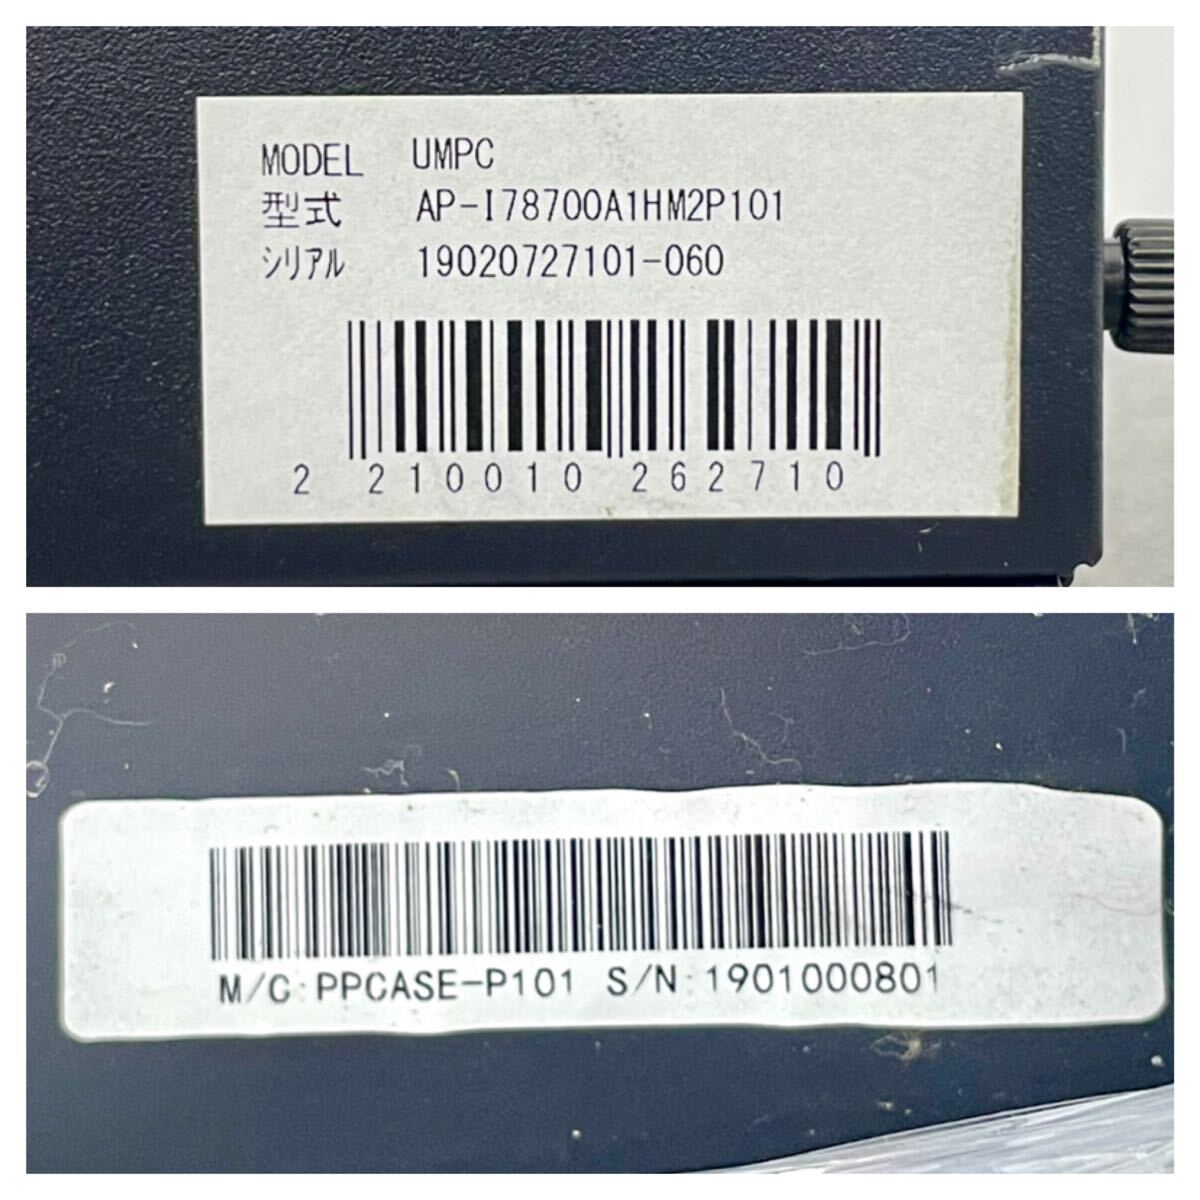 MODEL UMPC
型式 AP-I78700A1HM2P101
シリアル 19020727101-060
2 210010 262710
M/C:PPCASE-P101 S/N:1901000801